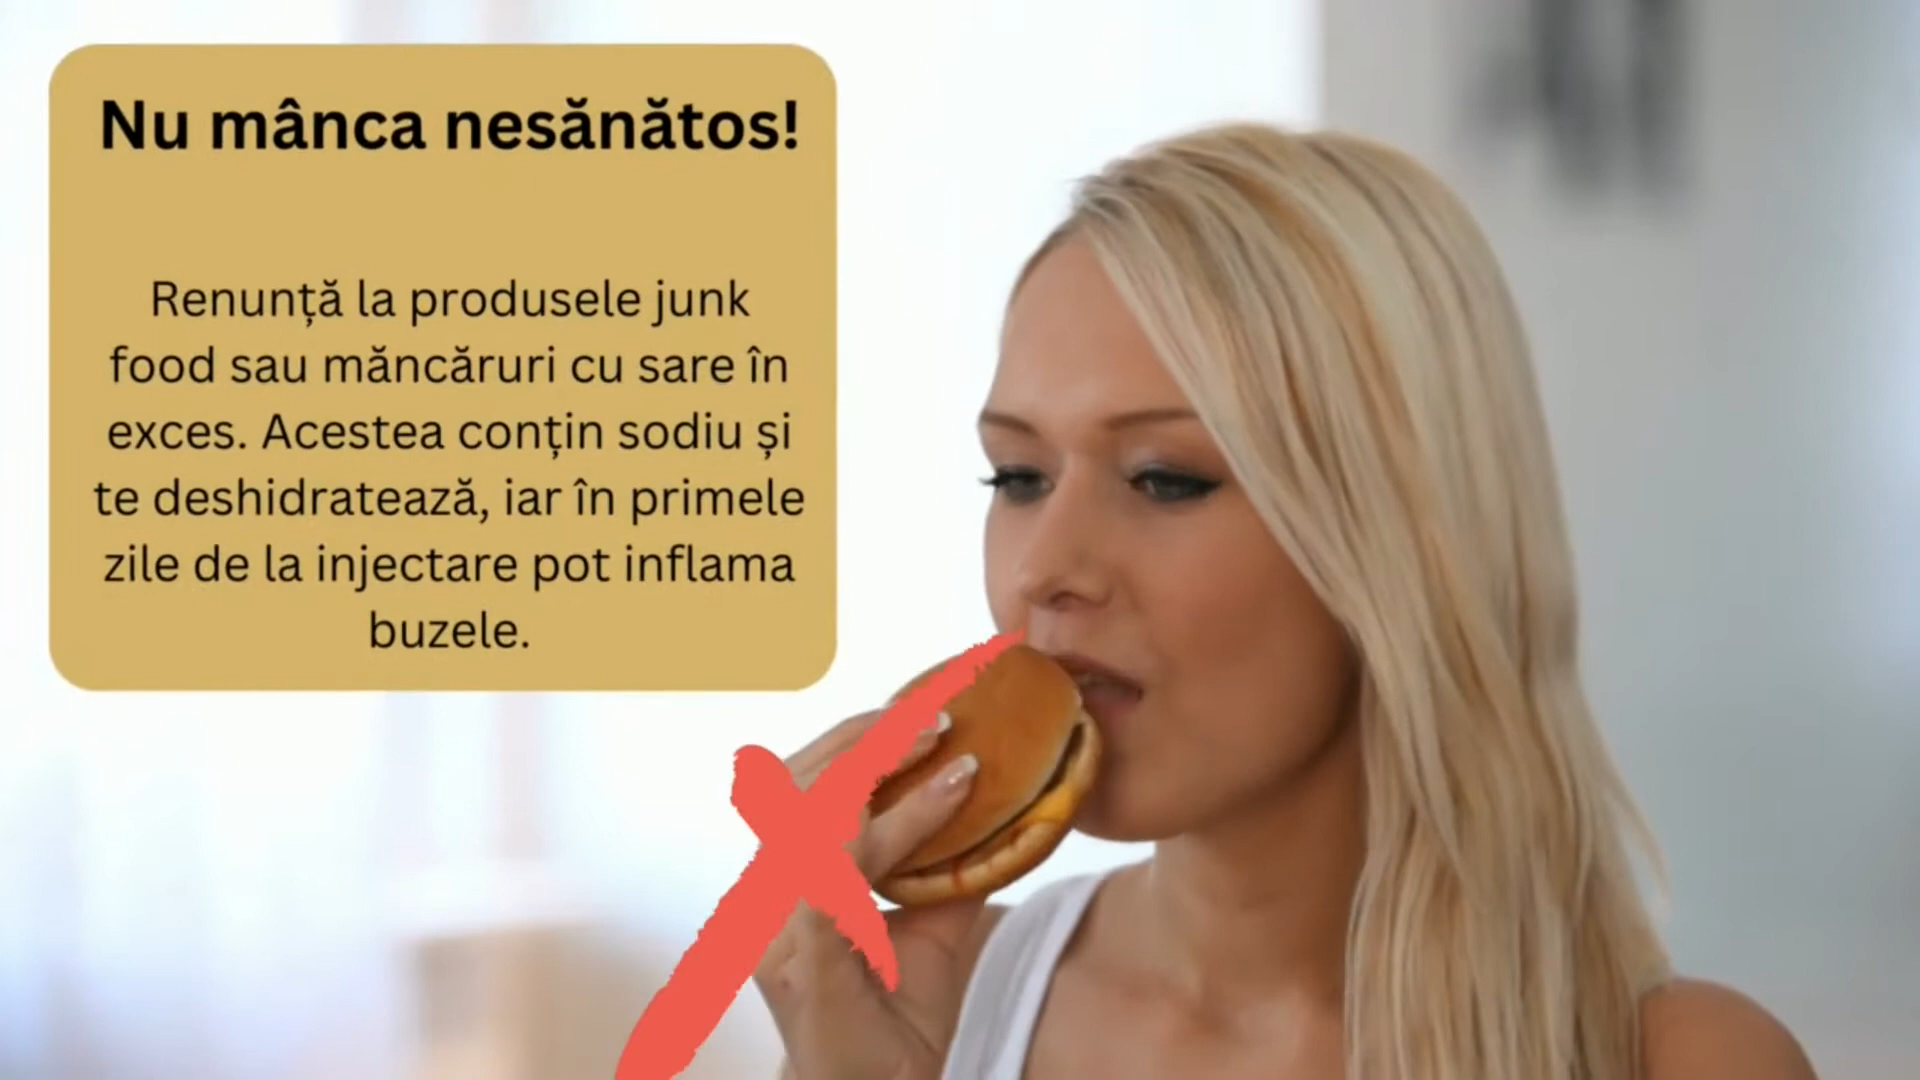 Nu mânca nesănătos!
Renunță la produsele junk
food sau măncăruri cu sare în
exces. Acestea conțin sodiu și
te deshidratează, iar în primele
zile de la injectare pot inflama
buzele.